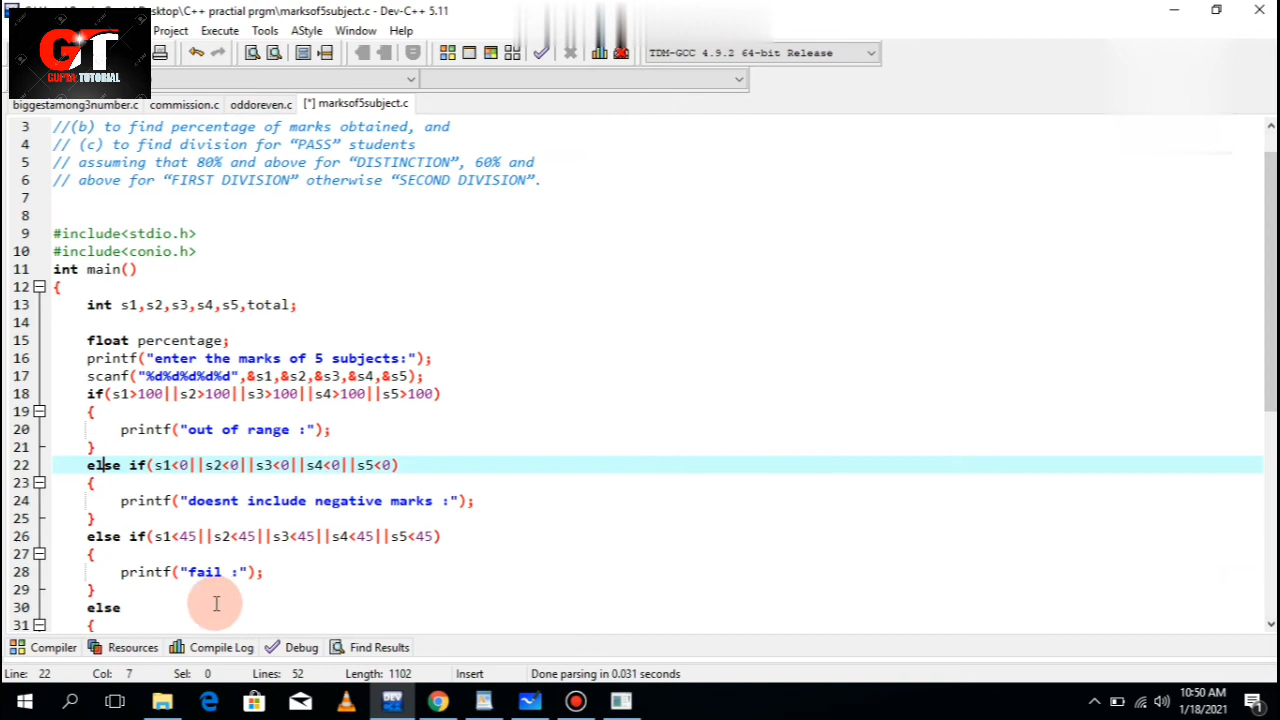 Desktop\C++ practial prgm\marksof5subject.c - Dev-C++ 5.11
GT
GUPTA TUTORIAL
Project Execute Tools AStyle Window Help
TDM-GCC 4.9.2 64-bit Release
biggestamong3number.c commission.c oddoreven.c [*] marksof5subject.c
3 //(b) to find percentage of marks obtained, and
4 // (c) to find division for “PASS” students
5 // assuming that 80% and above for “DISTINCTION”, 60% and
6 // above for “FIRST DIVISION” otherwise “SECOND DIVISION”.
7
8
9 #include<stdio.h>
10 #include<conio.h>
11 int main()
12 {
13 int s1,s2,s3,s4,s5,total;
14
15 float percentage;
16 printf("enter the marks of 5 subjects:");
17 scanf("%d%d%d%d%d",&s1,&s2,&s3,&s4,&s5);
18 if(s1>100||s2>100||s3>100||s4>100||s5>100)
19 {
20 printf("out of range :");
21 }
22 else if(s1<0||s2<0||s3<0||s4<0||s5<0)
23 {
24 printf("doesnt include negative marks :");
25 }
26 else if(s1<45||s2<45||s3<45||s4<45||s5<45)
27 {
28 printf("fail :");
29 }
30 else
31 {
Compiler Resources Compile Log Debug Find Results
Line: 22 Col: 7 Sel: 0 Lines: 52 Length: 1102 Insert Done parsing in 0.031 seconds
DEV
10:50 AM
1/18/2021
1